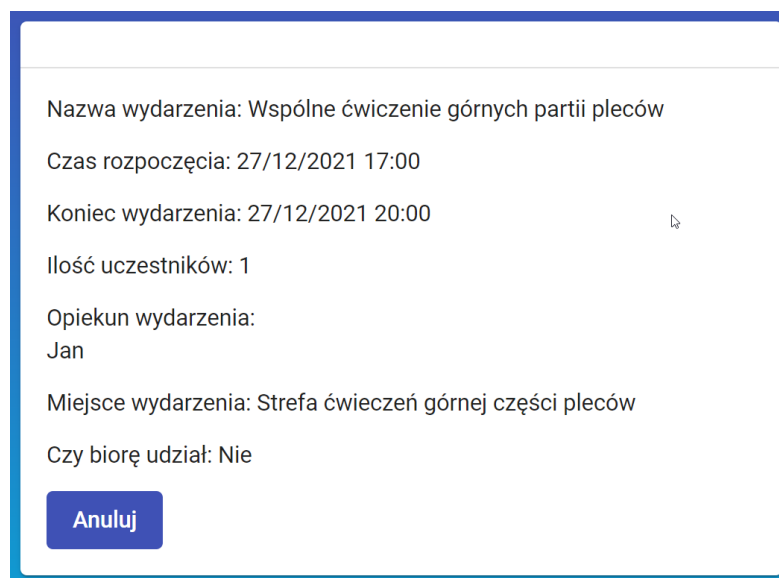 Nazwa wydarzenia: Wspólne ćwiczenie górnych partii pleców
Czas rozpoczęcia: 27/12/2021 17:00
Koniec wydarzenia: 27/12/2021 20:00
Ilość uczestników: 1
Opiekun wydarzenia:
Jan
Miejsce wydarzenia: Strefa ćwieczeń górnej części pleców
Czy biorę udział: Nie
Anuluj